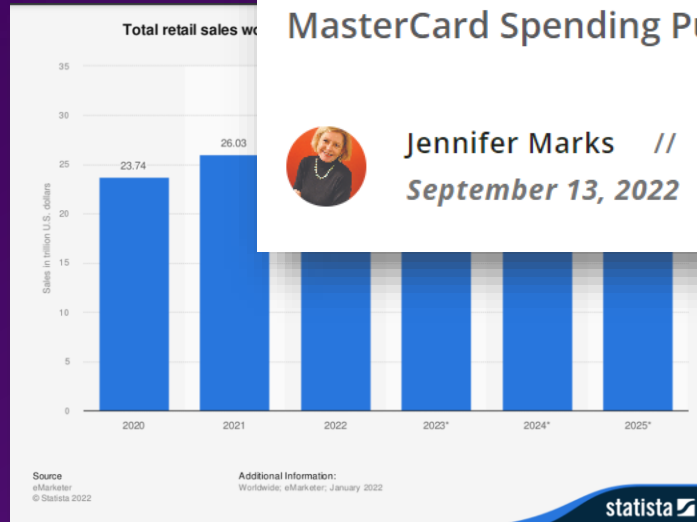 Total retail sales
MasterCard Spending
Jennifer Marks //
September 13, 2022
35
30
25
20
15
10
5
0
Sales in trillion U.S. dollars
23.74
26.03
2020
2021
2022
2023*
2024*
2025*
Source
eMarketer
© Statista 2022
Additional Information:
Worldwide; eMarketer; January 2022
statista